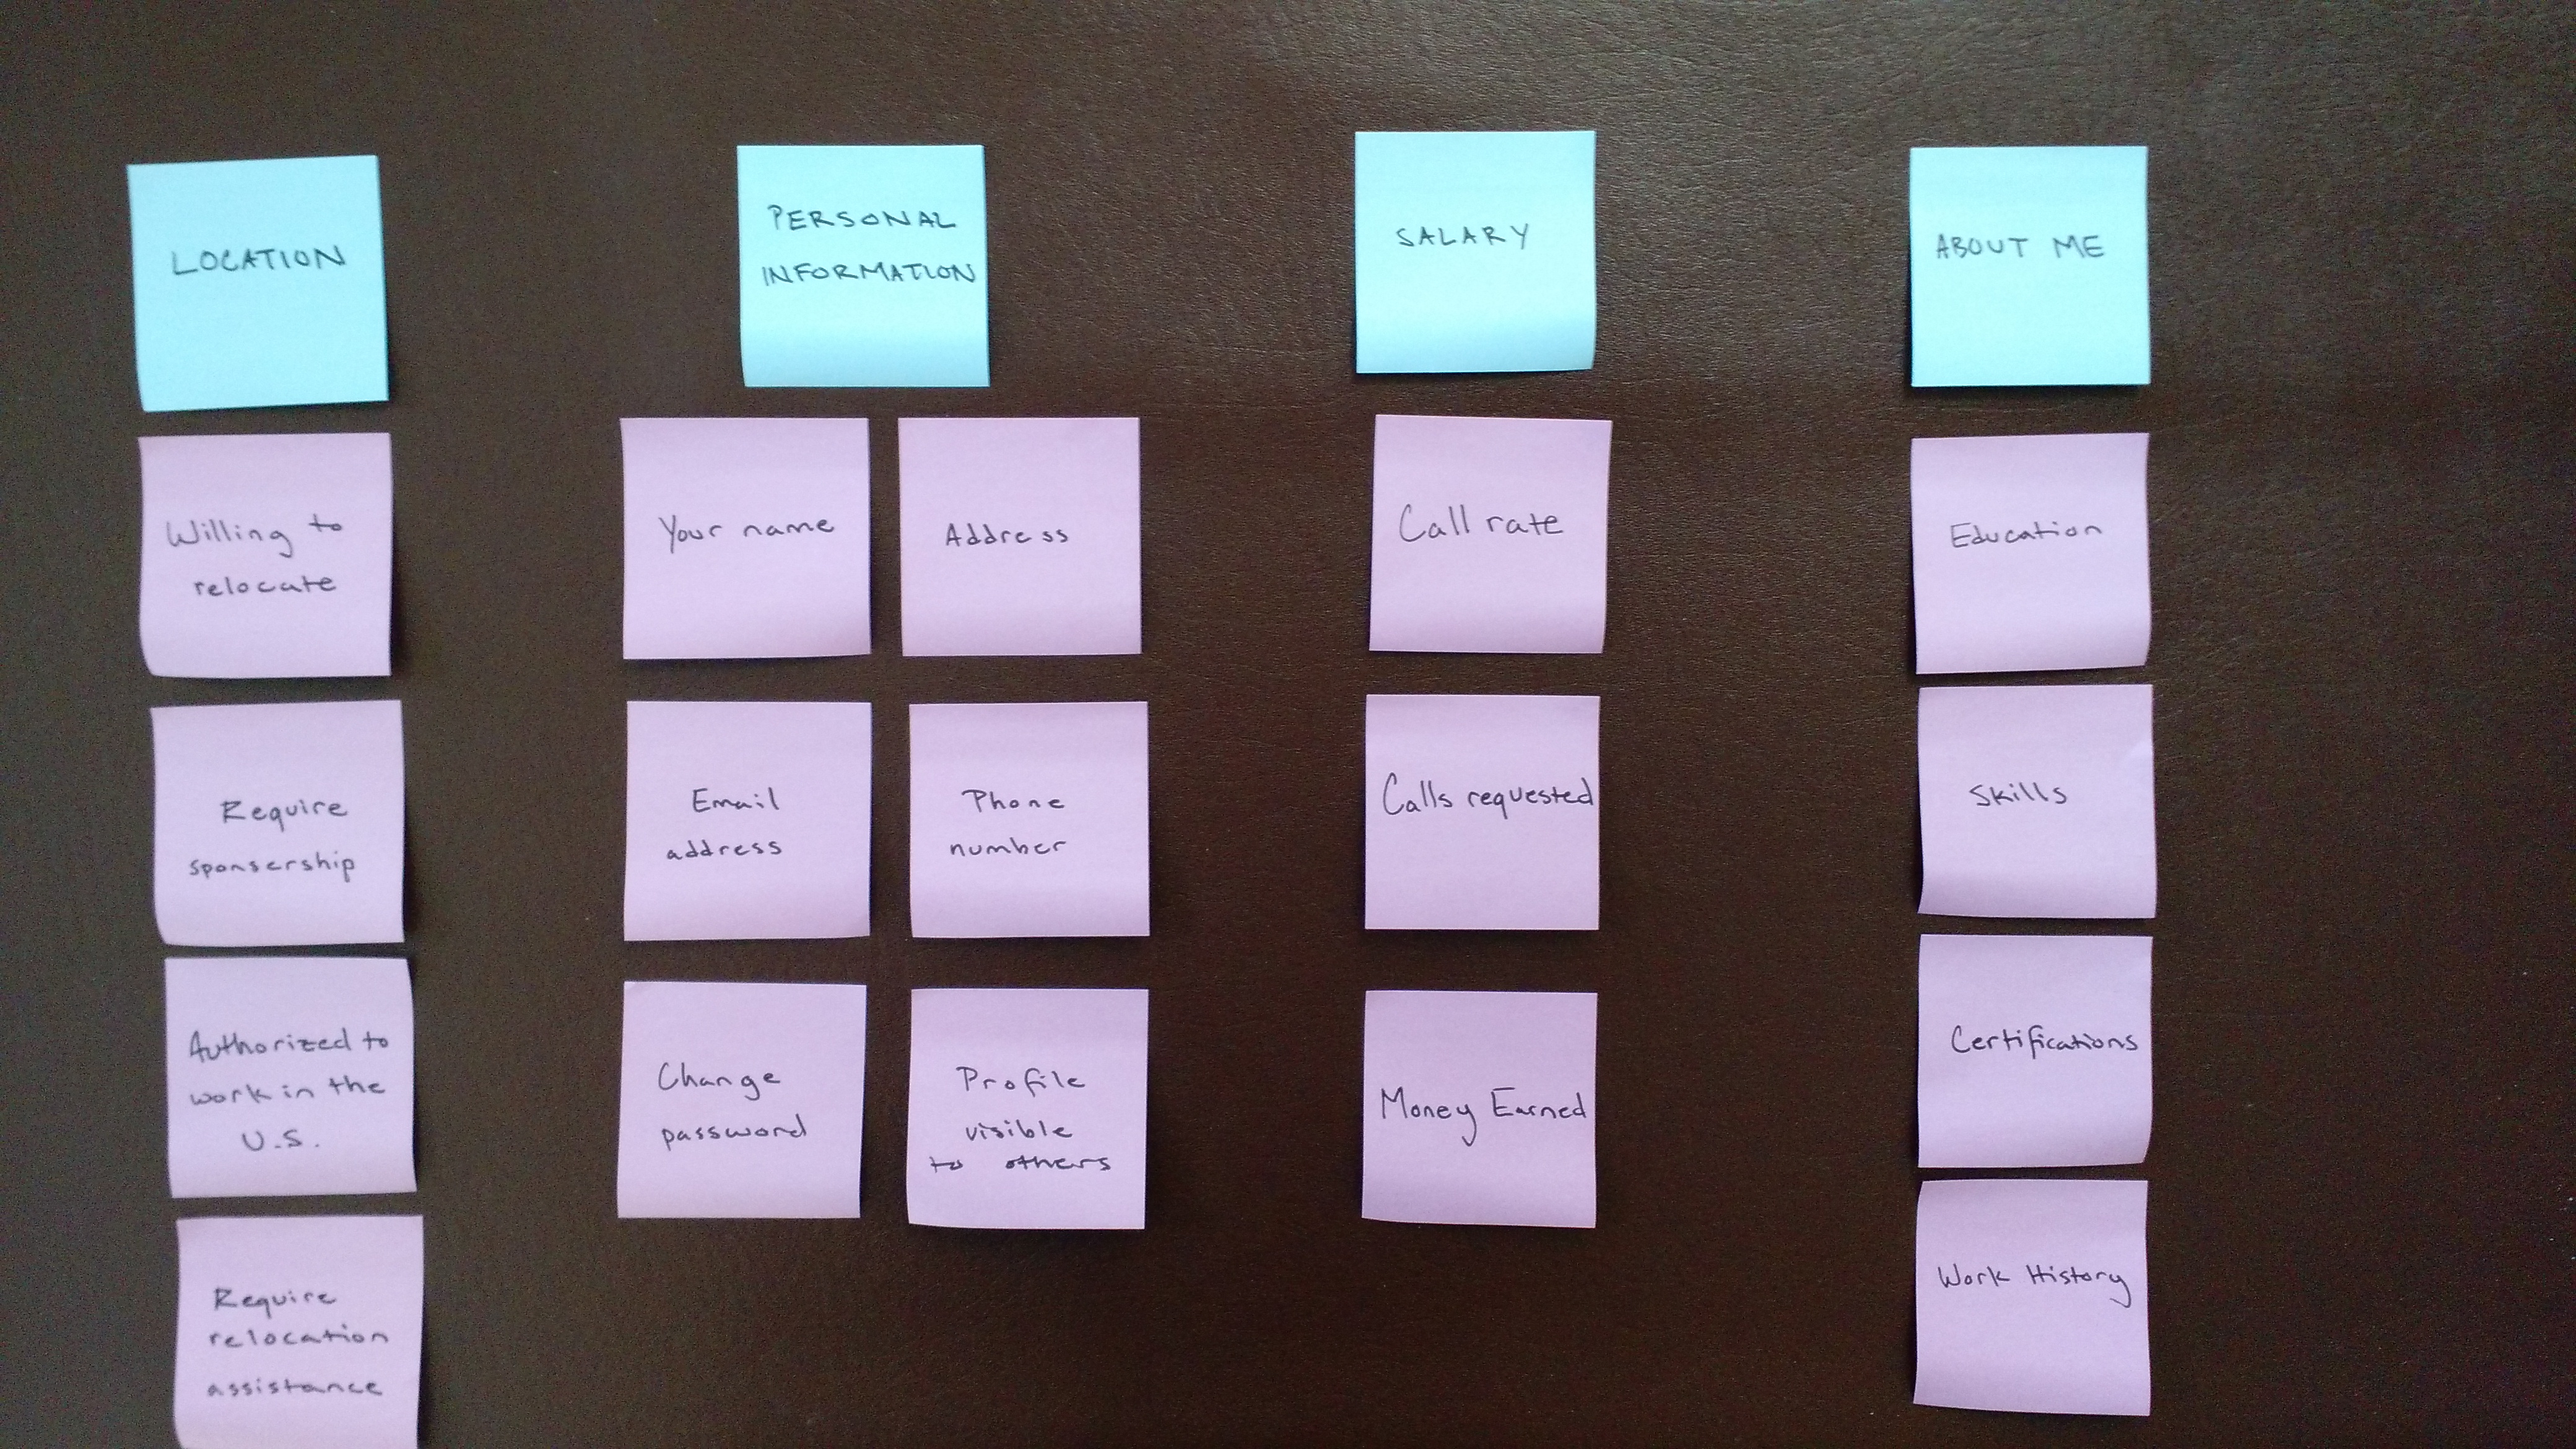 LOCATION
Willing to
relocate
Require
sponsership
Authorized to
work in the
U.S.
Require
relocation
assistance
PERSONAL
INFORMATION
Your name
Address
Email
address
Phone
number
Change
password
Profile
visible
to others
SALARY
Call rate
Calls requested
Money Earned
ABOUT ME
Education
Skills
Certifications
Work History